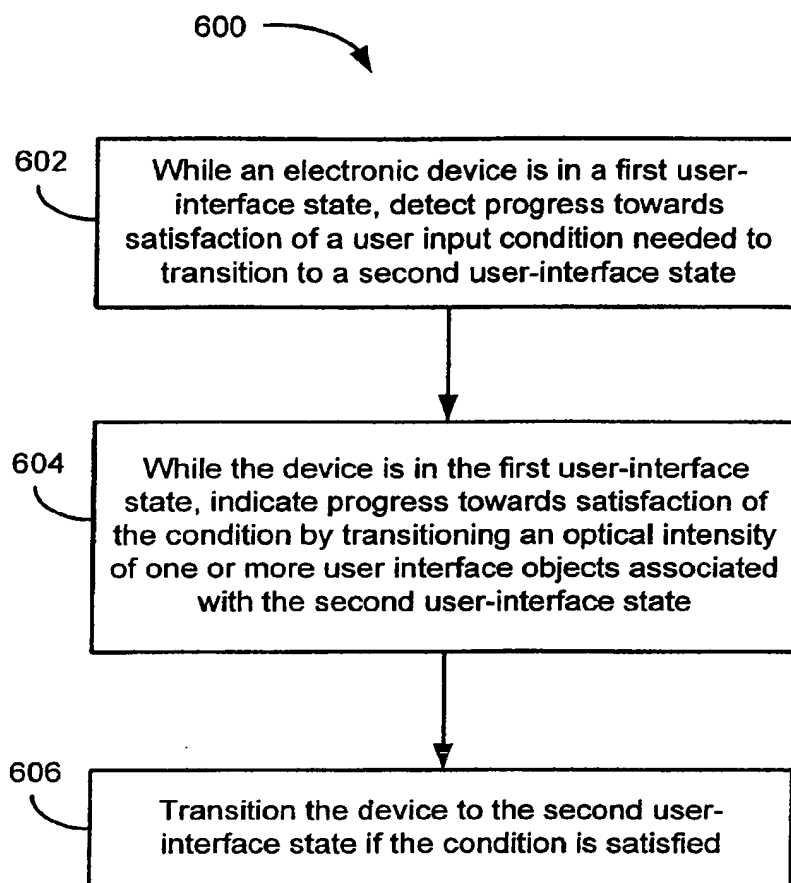 600
602
While an electronic device is in a first user-
interface state, detect progress towards
satisfaction of a user input condition needed to
transition to a second user-interface state
604
While the device is in the first user-interface
state, indicate progress towards satisfaction of
the condition by transitioning an optical intensity
of one or more user interface objects associated
with the second user-interface state
606
Transition the device to the second user-
interface state if the condition is satisfied